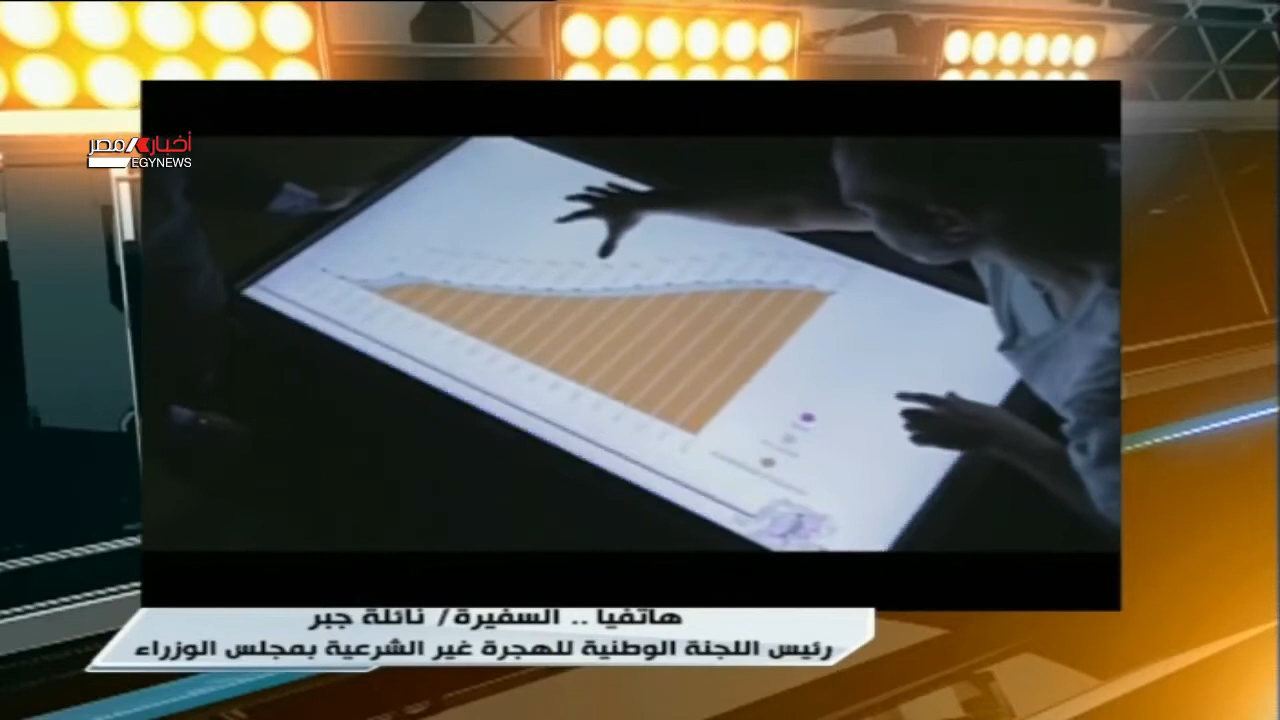 أخبار مصر
EGYNEWS
هاتفيا .. السفيرة/ نائلة جبر
رئيس اللجنة الوطنية للهجرة غير الشرعية بمجلس الوزراء